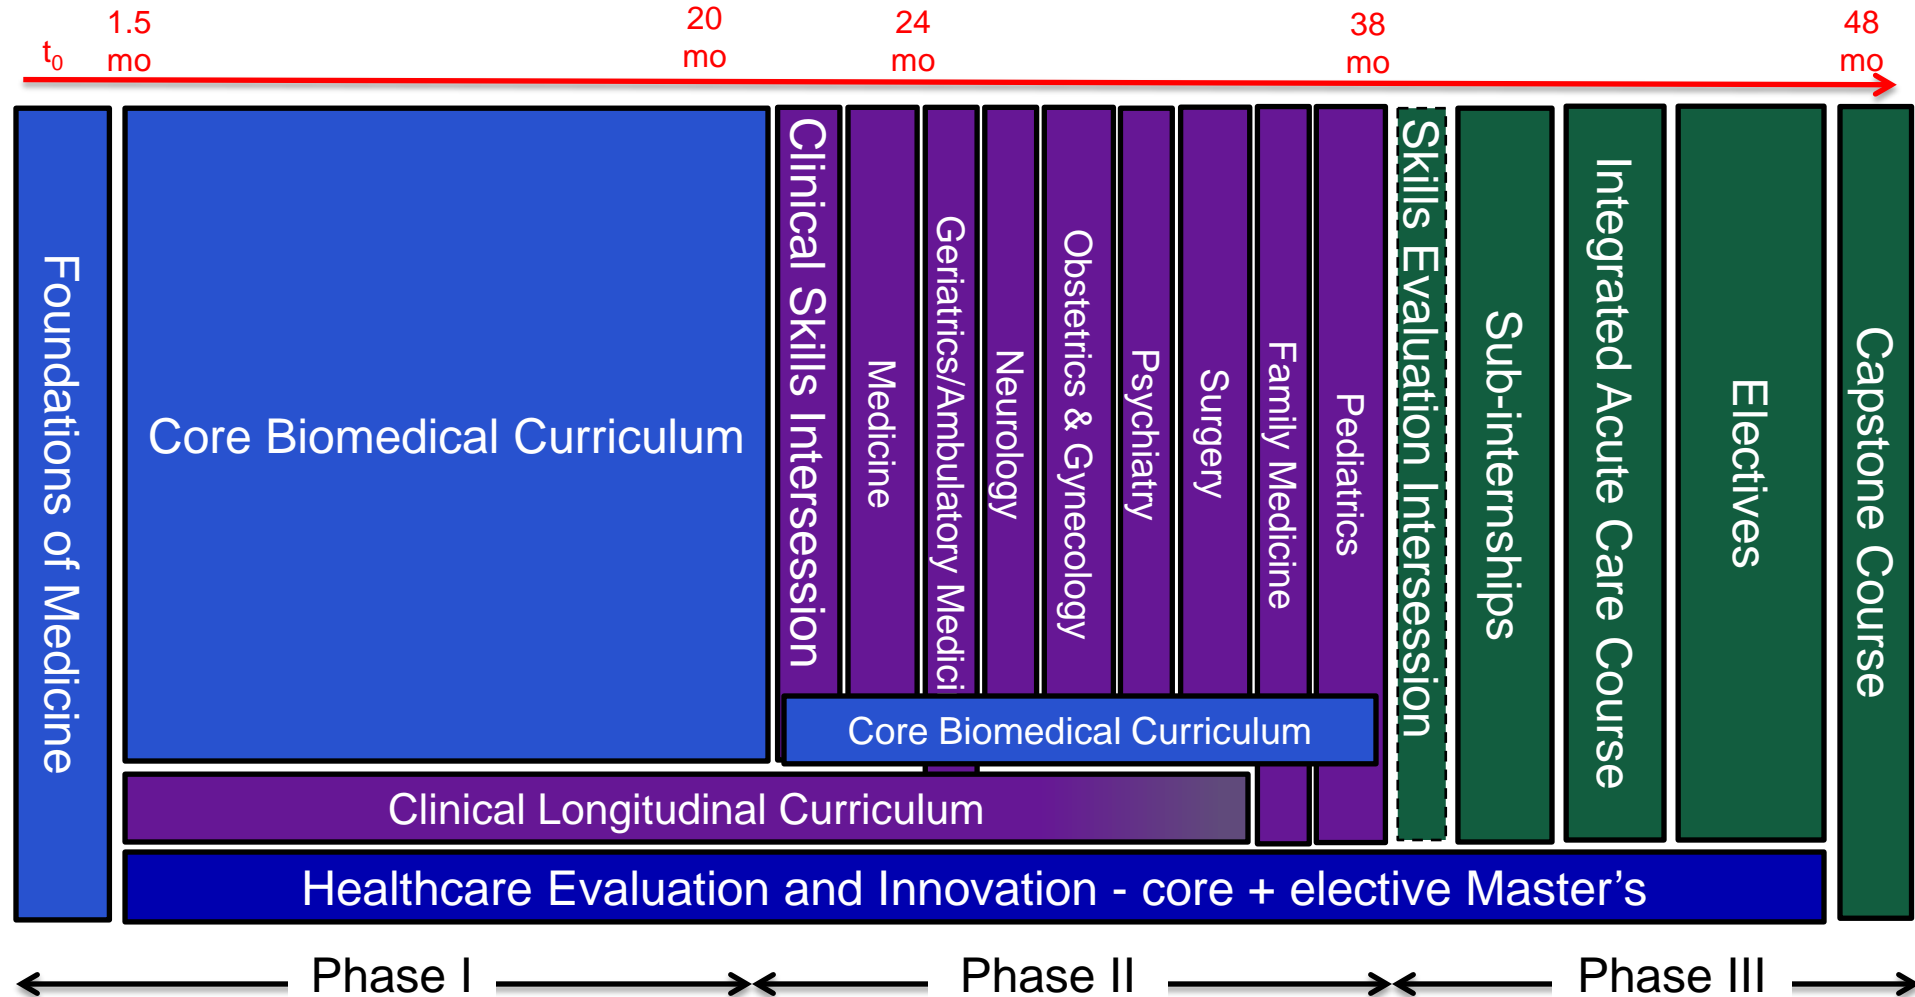 t₀
1.5
mo
20
mo
24
mo
38
mo
48
mo
Foundations of Medicine
Core Biomedical Curriculum
Clinical Skills Intersession
Medicine
Geriatrics/Ambulatory Medici
Neurology
Obstetrics & Gynecology
Psychiatry
Surgery
Family Medicine
Pediatrics
Skills Evaluation Intersession
Sub-internships
Integrated Acute Care Course
Electives
Capstone Course
Core Biomedical Curriculum
Clinical Longitudinal Curriculum
Healthcare Evaluation and Innovation - core + elective Master’s
Phase I
Phase II
Phase III